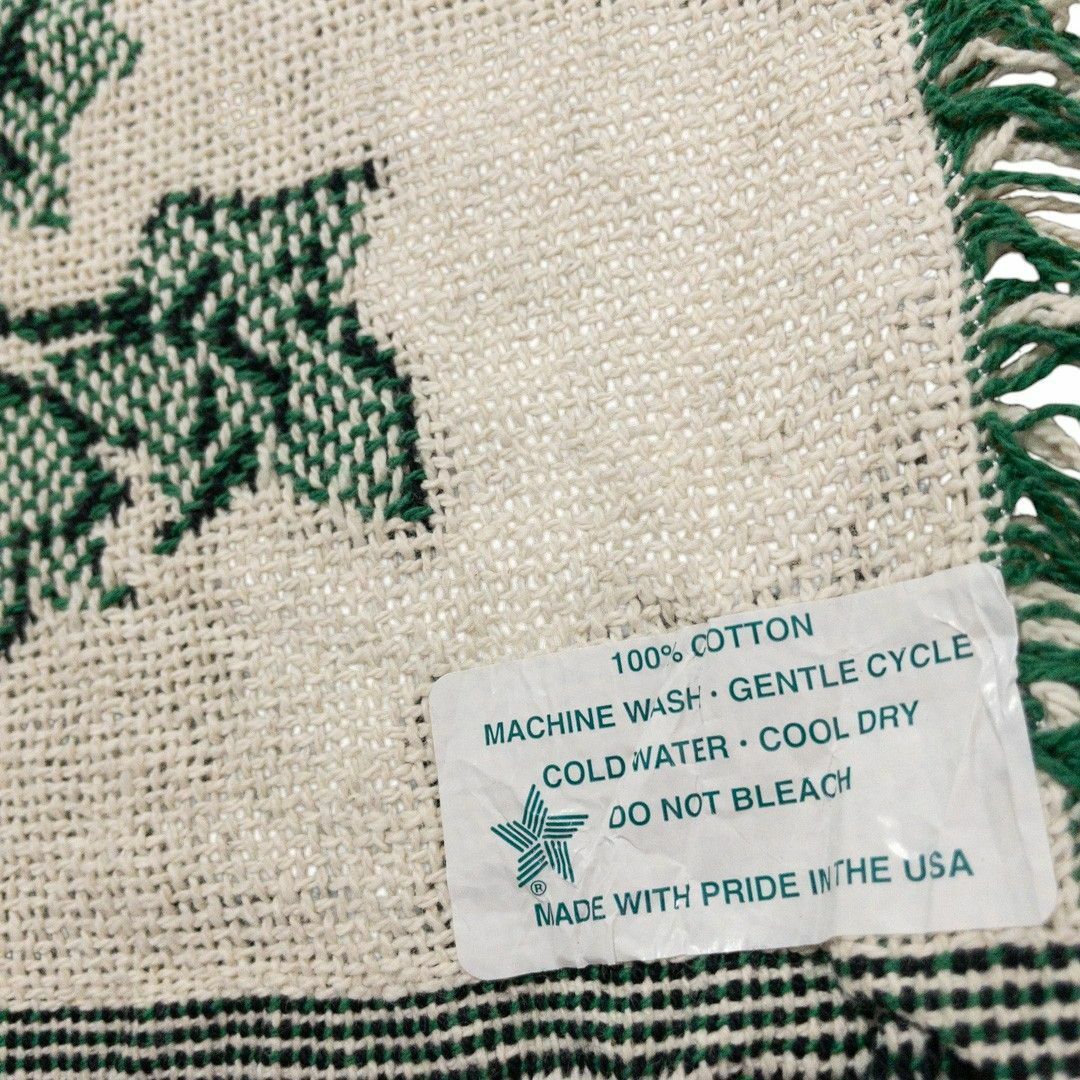 100% COTTON
MACHINE WASH · GENTLE CYCLE
COLD WATER · COOL DRY
DO NOT BLEACH
®
MADE WITH PRIDE IN THE USA